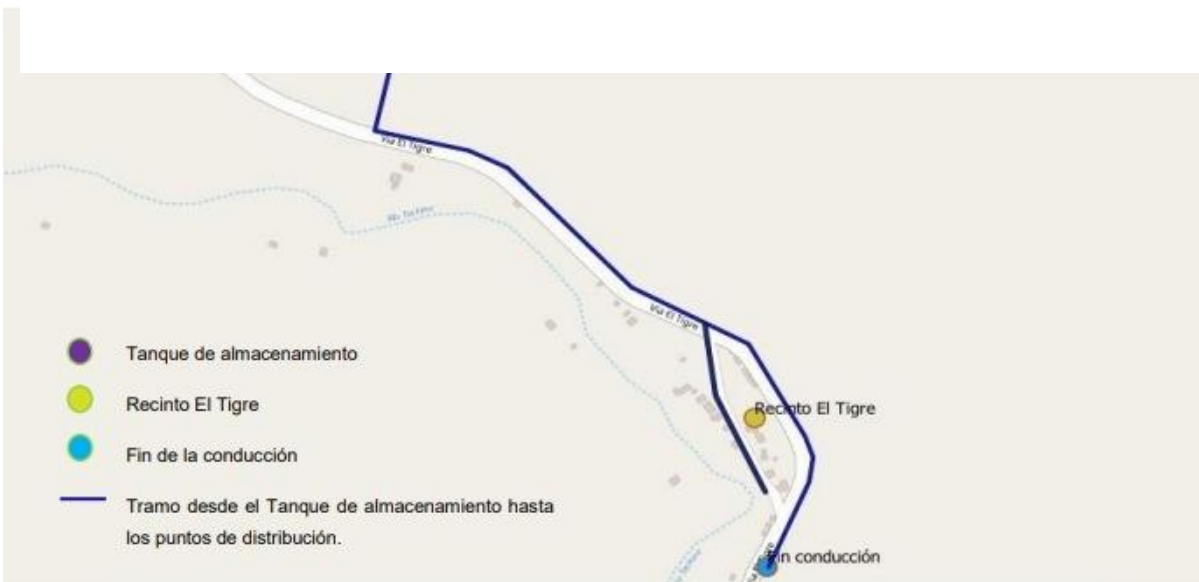 Vía El Tigre
Vía El Tigre
Tanque de almacenamiento
Recinto El Tigre
Recinto El Tigre
Fin de la conducción
Tramo desde el Tanque de almacenamiento hasta
los puntos de distribución.
Fin conducción